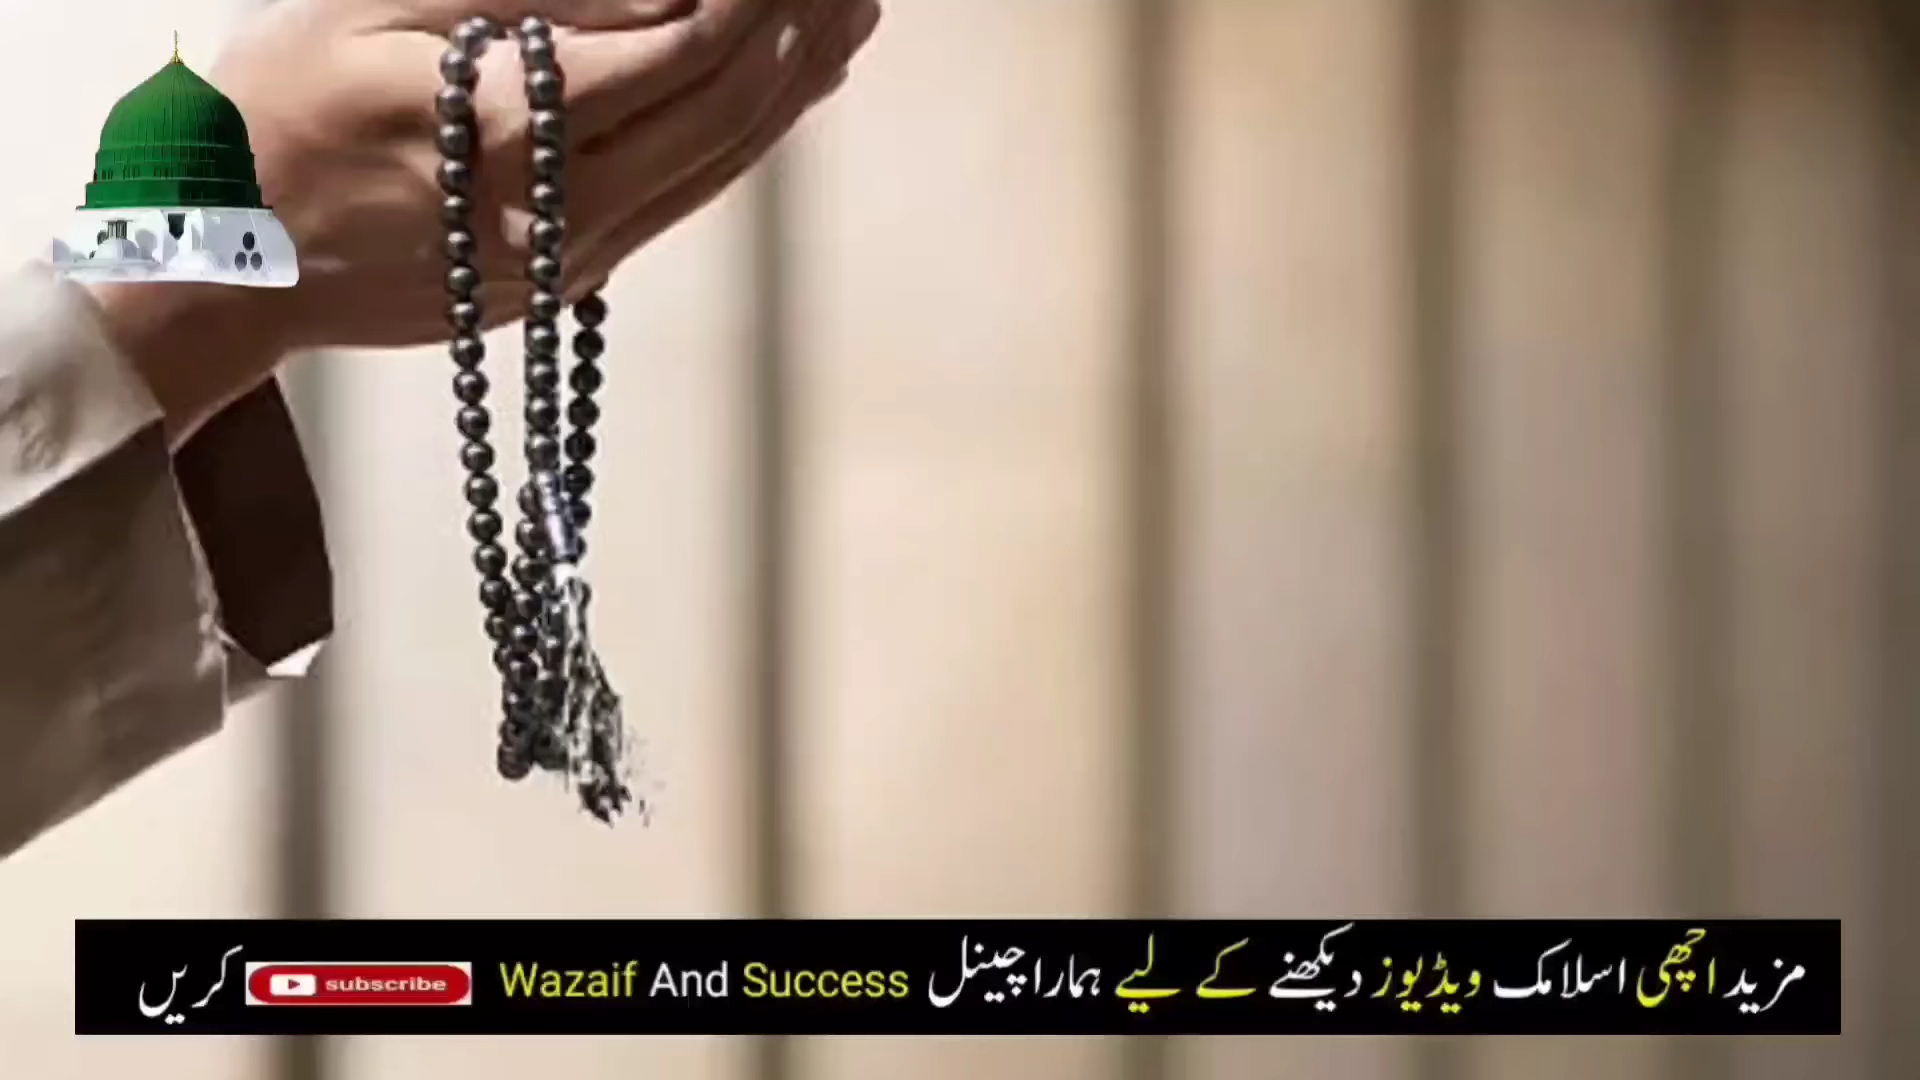 مزید اچھی اسلامک ویڈیوز دیکھنے کے لیے ہمارا چینل Wazaif And Success subscribe کریں